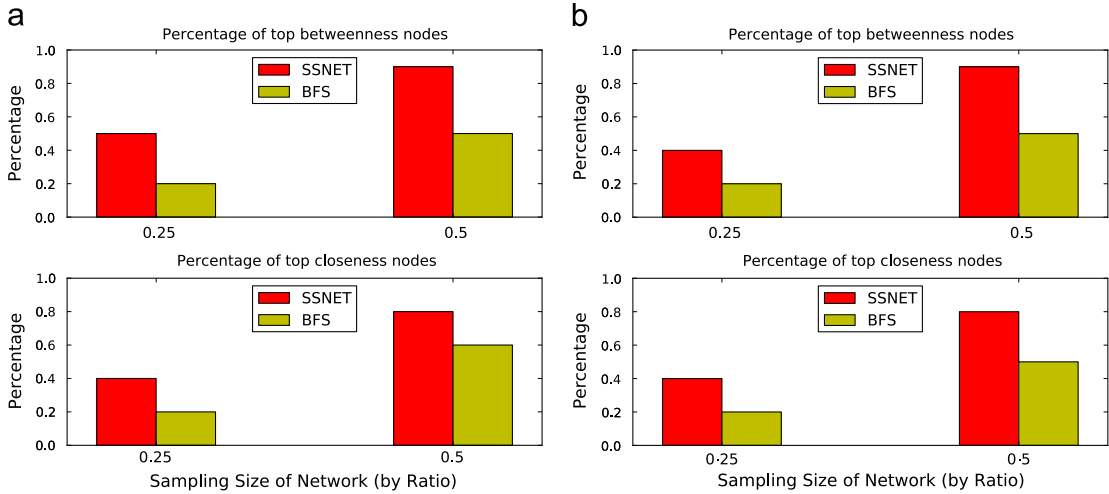 a
Percentage of top betweenness nodes
1.0
0.8
0.6
0.4
0.2
0.0
Percentage
SSNET
BFS
0.25
0.5
Percentage of top closeness nodes
1.0
0.8
0.6
0.4
0.2
0.0
Percentage
SSNET
BFS
0.25
0.5
Sampling Size of Network (by Ratio)
b
Percentage of top betweenness nodes
1.0
0.8
0.6
0.4
0.2
0.0
Percentage
SSNET
BFS
0.25
0.5
Percentage of top closeness nodes
1.0
0.8
0.6
0.4
0.2
0.0
Percentage
SSNET
BFS
0·25
0·5
Sampling Size of Network (by Ratio)